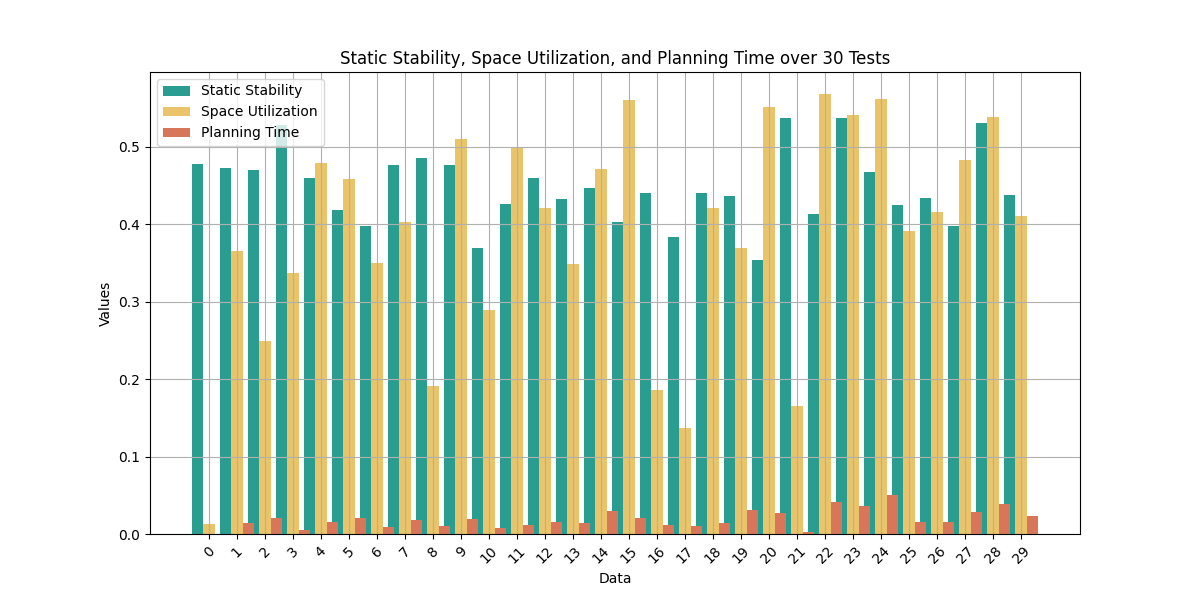 Static Stability, Space Utilization, and Planning Time over 30 Tests
Static Stability
Space Utilization
Planning Time
Values
0.5
0.4
0.3
0.2
0.1
0.0
0 1 2 3 4 5 6 7 8 9 10 11 12 13 14 15 16 17 18 19 20 21 22 23 24 25 26 27 28 29
Data